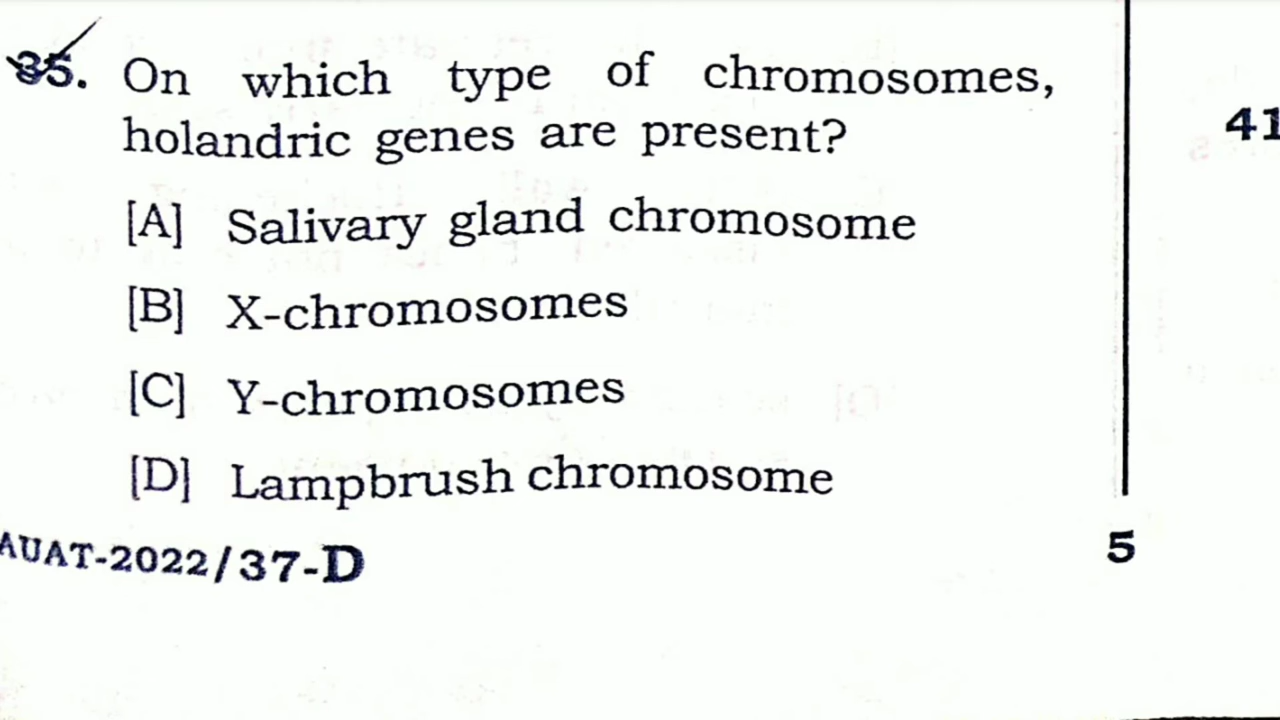 35. On which type of chromosomes,
holandric genes are present?
[A] Salivary gland chromosome
[B] X-chromosomes
[C] Y-chromosomes
[D] Lampbrush chromosome
AUAT-2022/37-D
5
41